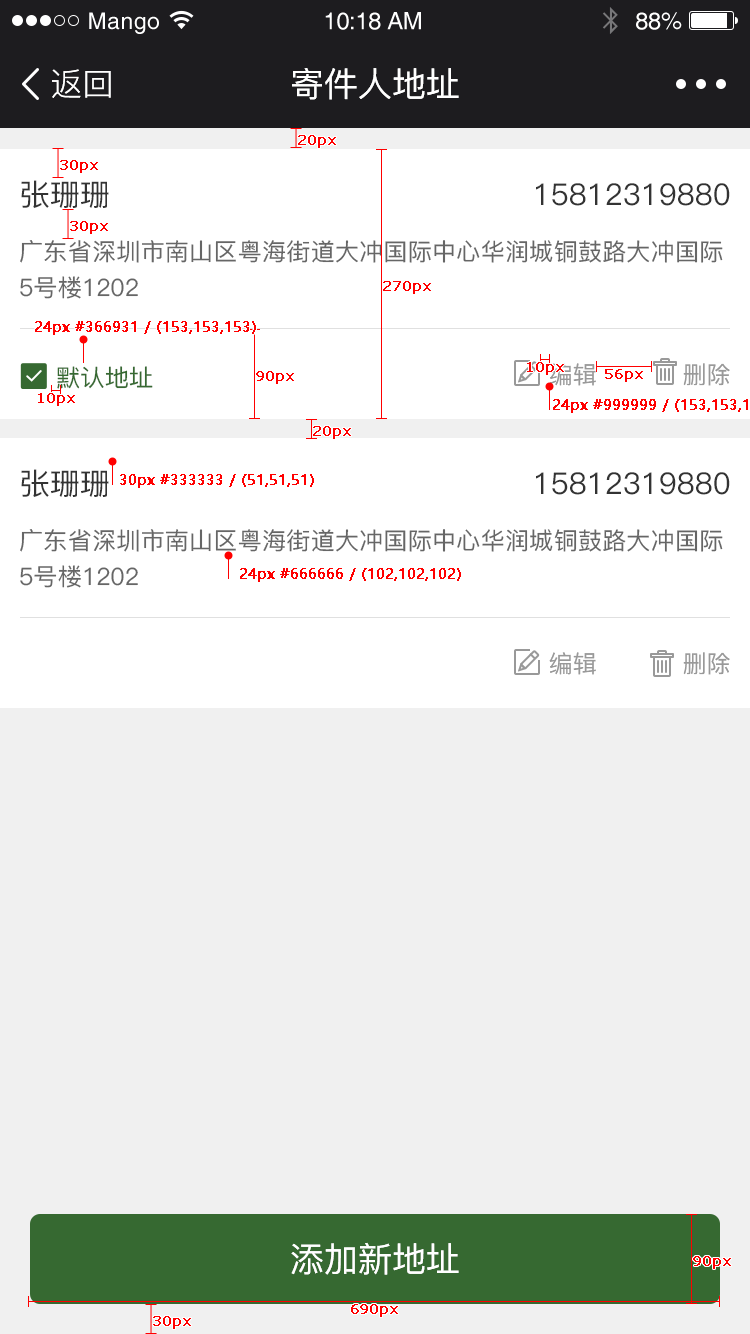 Mango 10:18 AM 88%
返回 寄件人地址
20px
30px
张珊珊 15812319880
30px
广东省深圳市南山区粤海街道大冲国际中心华润城铜鼓路大冲国际
5号楼1202
270px
24px #366931 / (153,153,153)
默认地址 编辑 删除
10px 90px 10px 56px
24px #999999 / (153,153,1
20px
张珊珊 15812319880
30px #333333 / (51,51,51)
广东省深圳市南山区粤海街道大冲国际中心华润城铜鼓路大冲国际
5号楼1202
24px #666666 / (102,102,102)
编辑 删除
添加新地址
90px
690px
30px